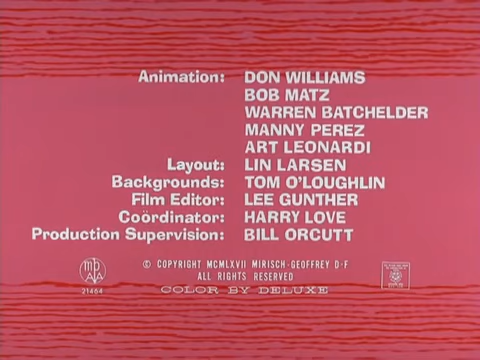 Animation: DON WILLIAMS
BOB MATZ
WARREN BATCHELDER
MANNY PEREZ
ART LEONARDI
Layout: LIN LARSEN
Backgrounds: TOM O'LOUGHLIN
Film Editor: LEE GUNTHER
Coördinator: HARRY LOVE
Production Supervision: BILL ORCUTT
© COPYRIGHT MCMLXVII MIRISCH-GEOFFREY D-F
ALL RIGHTS RESERVED
COLOR BY DELUXE
MPAA
21464